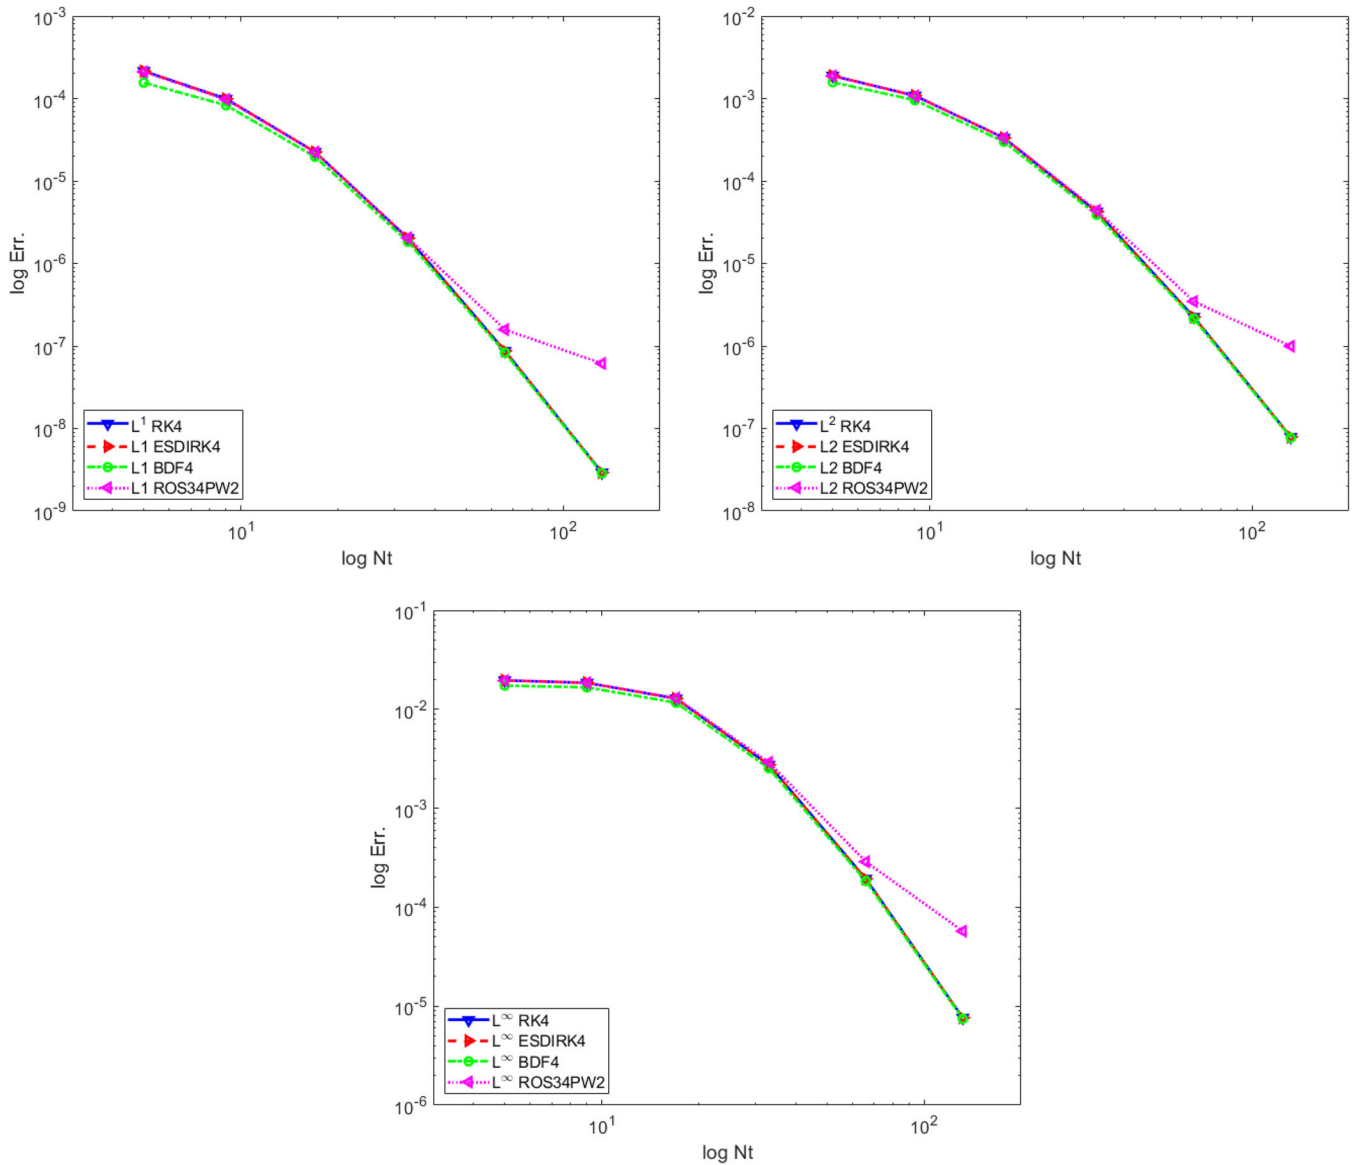 10^-3
10^-4
10^-5
10^-6
10^-7
10^-8
10^-9
log Err.
L^1 RK4
L1 ESDIRK4
L1 BDF4
L1 ROS34PW2
10^1
10^2
log Nt
10^-2
10^-3
10^-4
10^-5
10^-6
10^-7
10^-8
log Err.
L^2 RK4
L2 ESDIRK4
L2 BDF4
L2 ROS34PW2
10^1
10^2
log Nt
10^-1
10^-2
10^-3
10^-4
10^-5
10^-6
log Err.
L^∞ RK4
L^∞ ESDIRK4
L^∞ BDF4
L^∞ ROS34PW2
10^1
10^2
log Nt